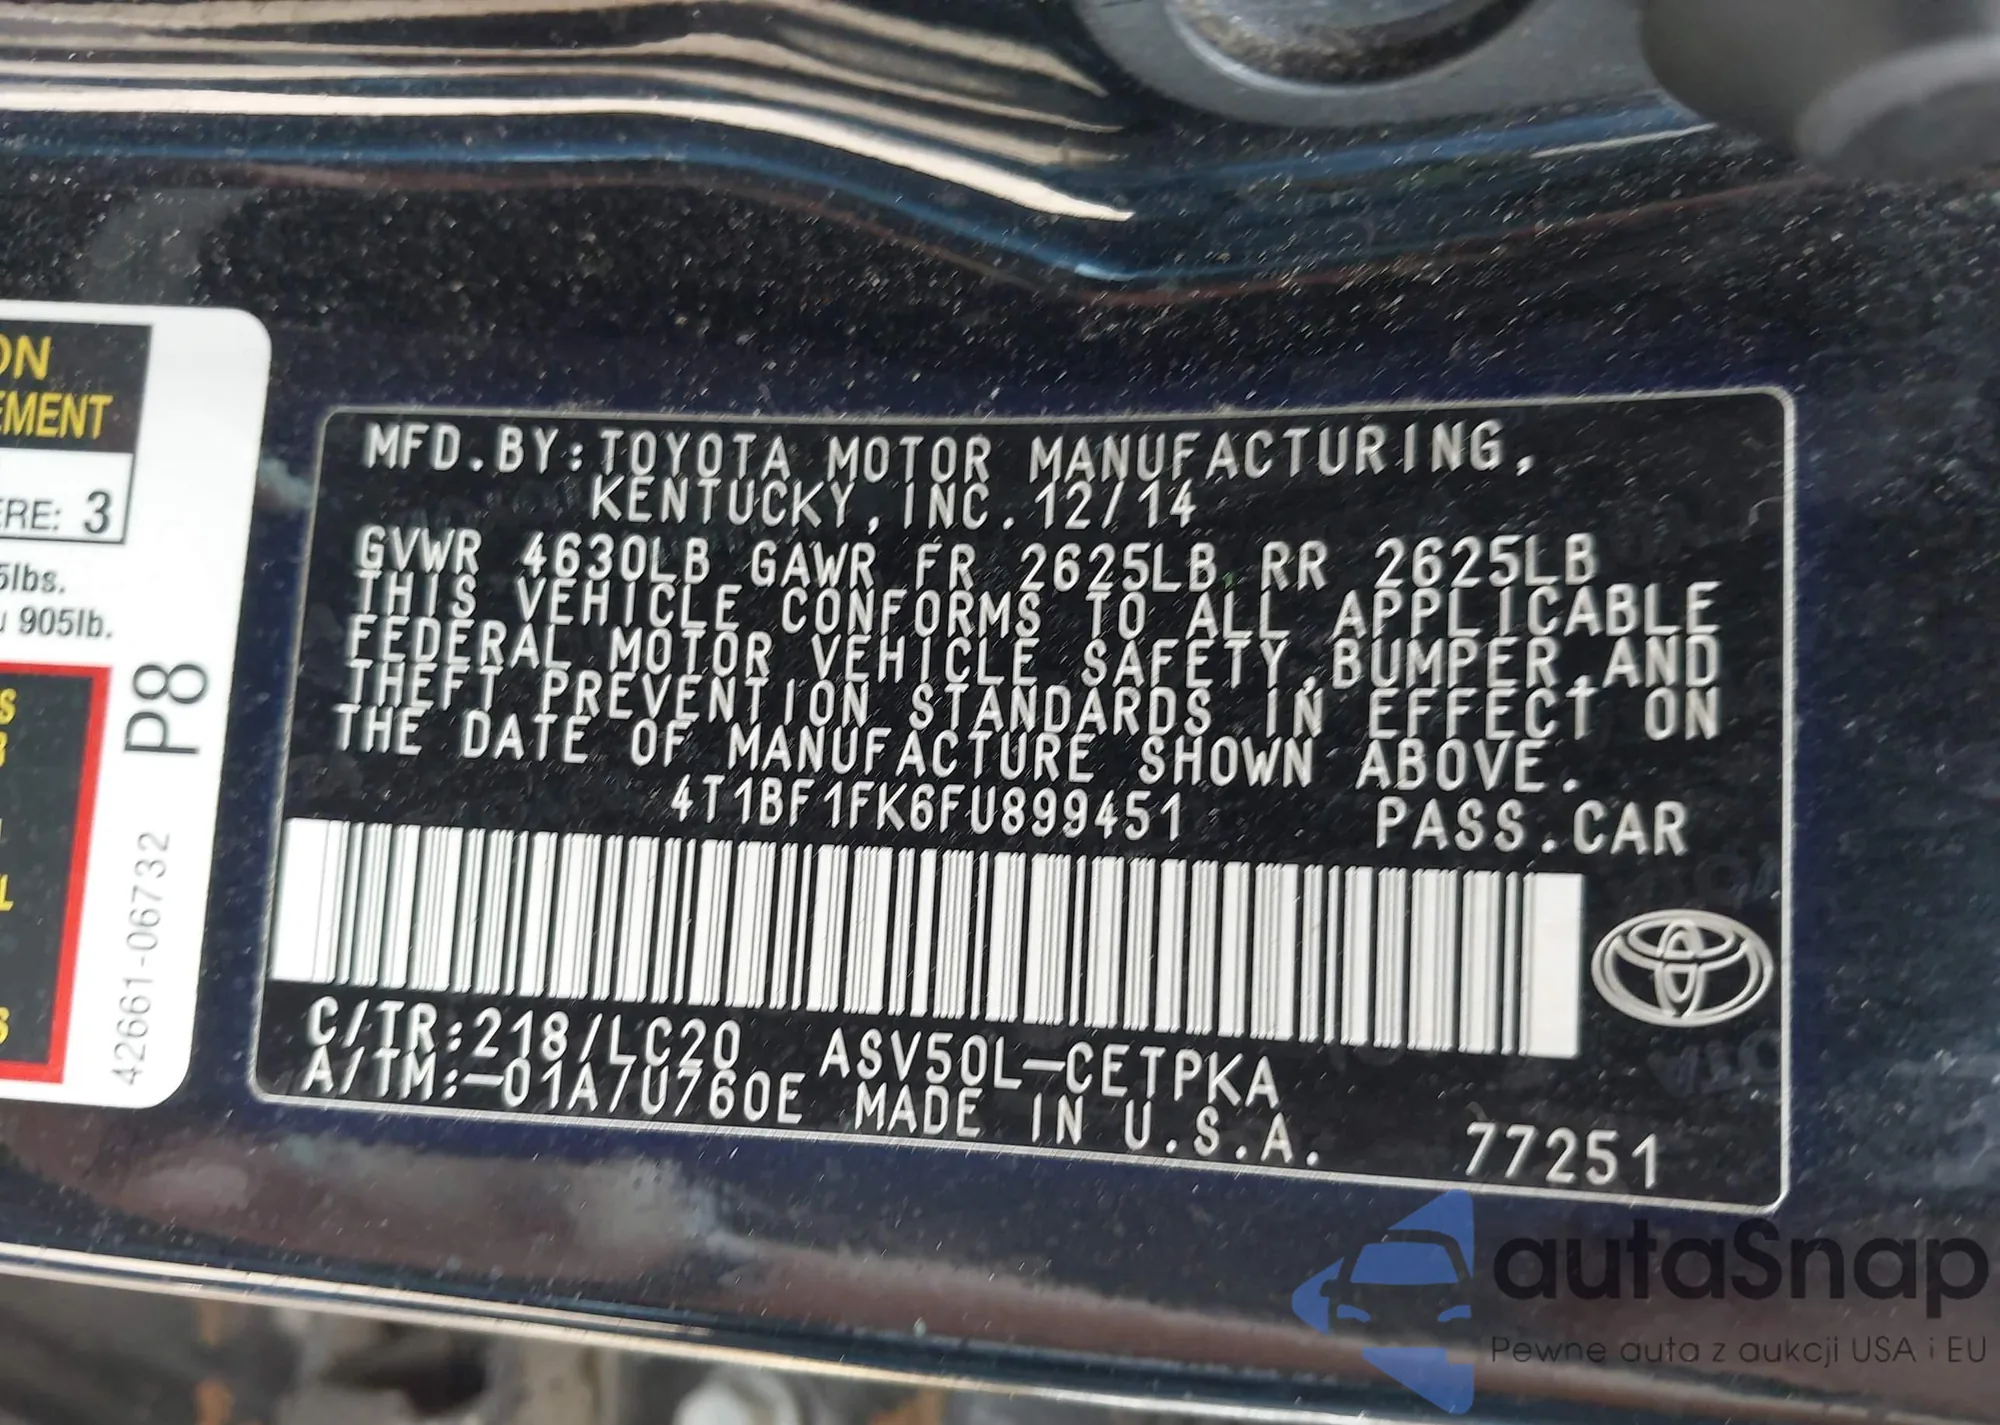 ON
EMENT
ERE: 3
5lbs.
u 905lb.
P8
42661-06732
MFD.BY:TOYOTA MOTOR MANUFACTURING,
KENTUCKY,INC.12/14
GVWR 4630LB GAWR FR 2625LB RR 2625LB
THIS VEHICLE CONFORMS TO ALL APPLICABLE
FEDERAL MOTOR VEHICLE SAFETY,BUMPER,AND
THEFT PREVENTION STANDARDS IN EFFECT ON
THE DATE OF MANUFACTURE SHOWN ABOVE.
4T1BF1FK6FU899451 PASS.CAR
C/TR:218/LC20 ASV50L-CETPKA
A/TM:-01A/U760E MADE IN U.S.A. 77251
autaSnap
Pewne auta z aukcji USA i EU